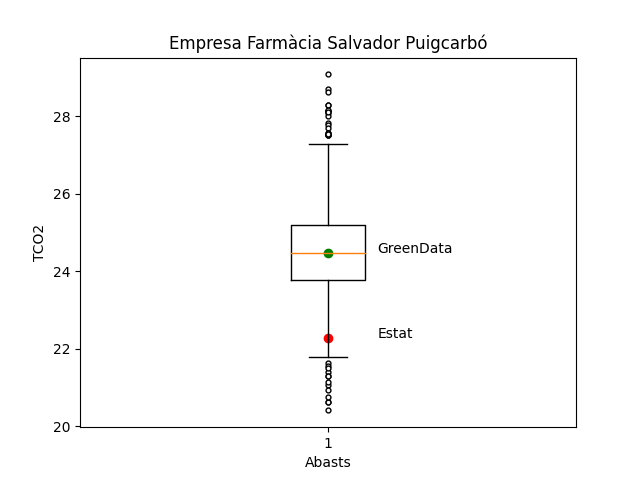 Empresa Farmàcia Salvador Puigcarbó
28
26
24
22
20
TCO2
GreenData
Estat
1
Abasts